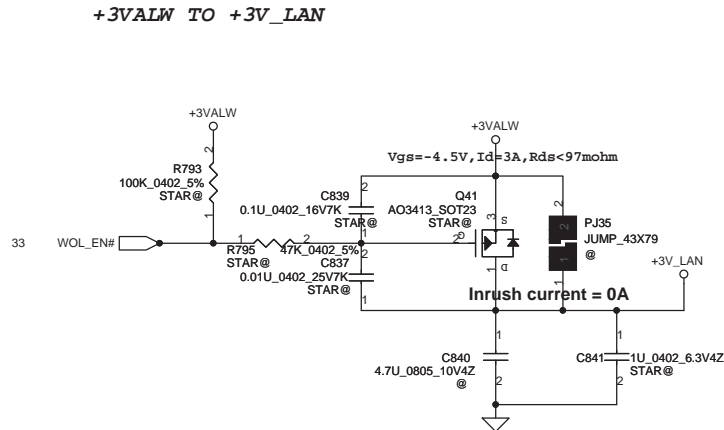 +3VALW TO +3V_LAN
+3VALW
+3VALW
Vgs=-4.5V,Id=3A,Rds<97mohm
2
R793
100K_0402_5%
STAR@
1
2
C839
0.1U_0402_16V7K
STAR@
1
Q41
AO3413_SOT23
STAR@
3
S
G
2
D
1
2
2
PJ35
JUMP_43X79
@
1
1
33
WOL_EN#
1
2
R795
47K_0402_5%
STAR@
2
C837
0.01U_0402_25V7K
STAR@
1
+3V_LAN
Inrush current = 0A
1
C840
4.7U_0805_10V4Z
@
2
1
C841
1U_0402_6.3V4Z
STAR@
2